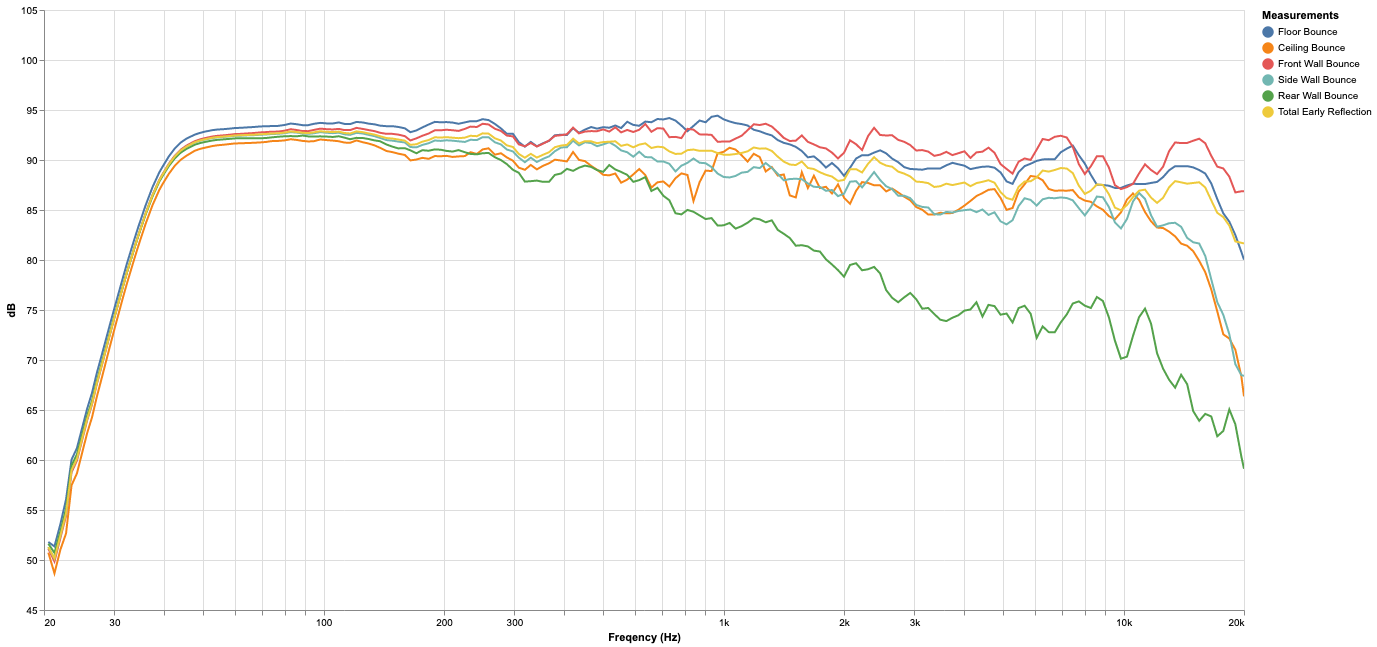 105
100
95
90
85
80
75
70
65
60
55
50
45
dB
20 30 100 200 300 1k 2k 3k 10k 20k
Freqency (Hz)
Measurements
Floor Bounce
Ceiling Bounce
Front Wall Bounce
Side Wall Bounce
Rear Wall Bounce
Total Early Reflection